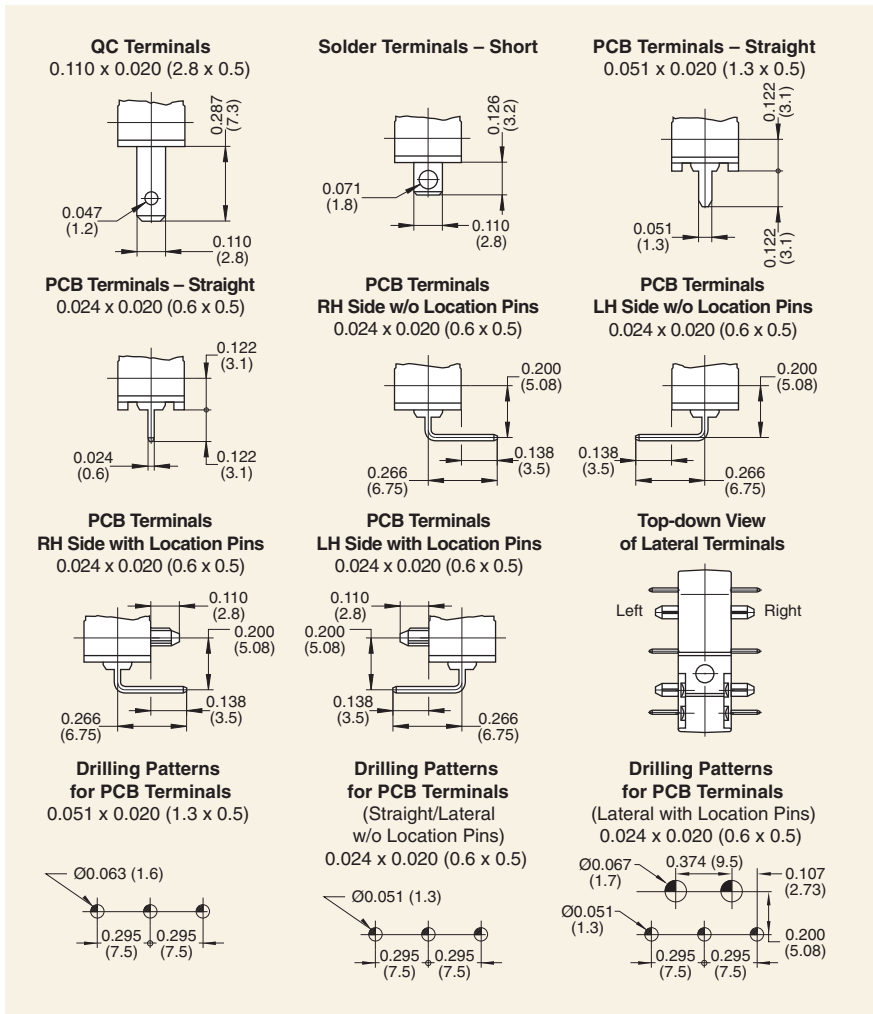 QC Terminals
0.110 x 0.020 (2.8 x 0.5)
0.287
(7.3)
0.047
(1.2)
0.110
(2.8)
Solder Terminals – Short
0.126
(3.2)
0.071
(1.8)
0.110
(2.8)
PCB Terminals – Straight
0.051 x 0.020 (1.3 x 0.5)
0.122
(3.1)
0.051
(1.3)
0.122
(3.1)
PCB Terminals – Straight
0.024 x 0.020 (0.6 x 0.5)
0.122
(3.1)
0.024
(0.6)
0.122
(3.1)
PCB Terminals
RH Side w/o Location Pins
0.024 x 0.020 (0.6 x 0.5)
0.200
(5.08)
0.138
(3.5)
0.266
(6.75)
PCB Terminals
LH Side w/o Location Pins
0.024 x 0.020 (0.6 x 0.5)
0.200
(5.08)
0.138
(3.5)
0.266
(6.75)
PCB Terminals
RH Side with Location Pins
0.024 x 0.020 (0.6 x 0.5)
0.110
(2.8)
0.200
(5.08)
0.138
(3.5)
0.266
(6.75)
PCB Terminals
LH Side with Location Pins
0.024 x 0.020 (0.6 x 0.5)
0.110
(2.8)
0.200
(5.08)
0.138
(3.5)
0.266
(6.75)
Top-down View
of Lateral Terminals
Left Right
Drilling Patterns
for PCB Terminals
0.051 x 0.020 (1.3 x 0.5)
Ø0.063 (1.6)
0.295 0.295
(7.5) (7.5)
Drilling Patterns
for PCB Terminals
(Straight/Lateral
w/o Location Pins)
0.024 x 0.020 (0.6 x 0.5)
Ø0.051 (1.3)
0.295 0.295
(7.5) (7.5)
Drilling Patterns
for PCB Terminals
(Lateral with Location Pins)
0.024 x 0.020 (0.6 x 0.5)
Ø0.067 0.374 (9.5)
(1.7)
0.107
(2.73)
Ø0.051
(1.3)
0.200
(5.08)
0.295 0.295
(7.5) (7.5)